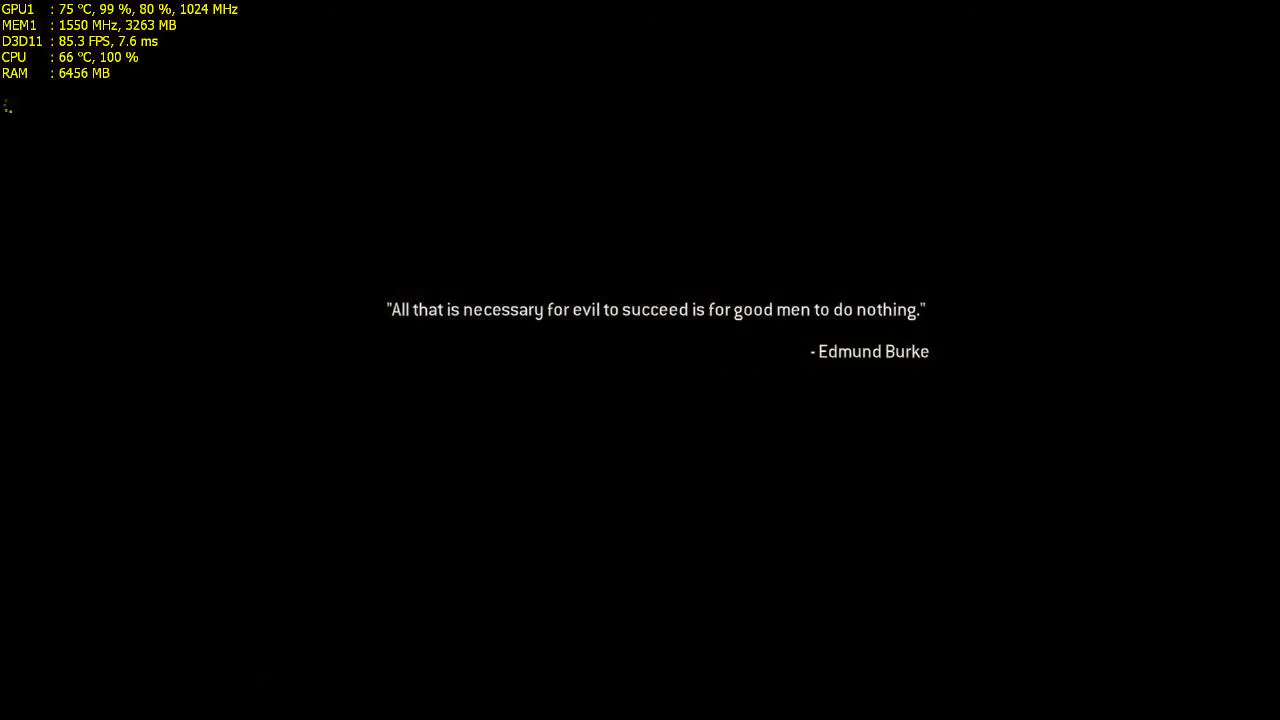 GPU1 : 75 °C, 99 %, 80 %, 1024 MHz
MEM1 : 1550 MHz, 3263 MB
D3D11 : 85.3 FPS, 7.6 ms
CPU : 66 °C, 100 %
RAM : 6456 MB
"All that is necessary for evil to succeed is for good men to do nothing."
- Edmund Burke